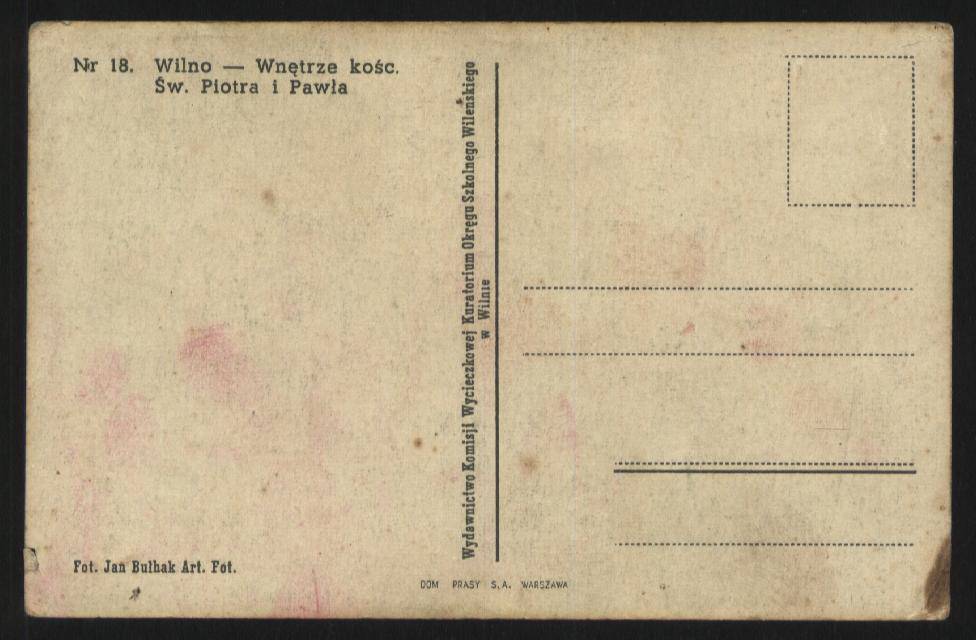 Nr 18. Wilno — Wnętrze kośc.
Św. Piotra i Pawła
Wydawnictwo Komisji Wycieczkowej Kuratorium Okręgu Szkolnego Wileńskiego
w Wilnie
Fot. Jan Bułhak Art. Fot.
DOM PRASY S.A. WARSZAWA